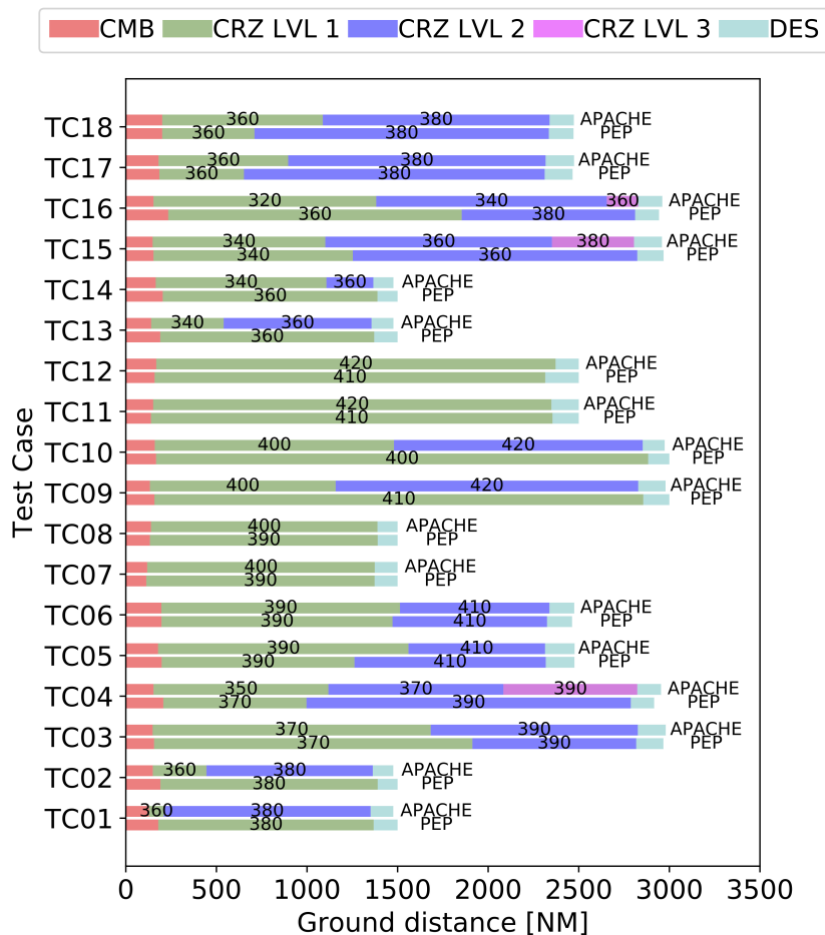 CMB CRZ LVL 1 CRZ LVL 2 CRZ LVL 3 DES
Test Case
TC18 360 380 APACHE
360 380 PEP
TC17 360 380 APACHE
360 380 PEP
TC16 320 340 360 APACHE
360 380 PEP
TC15 340 360 380 APACHE
340 360 PEP
TC14 340 360 APACHE
360 PEP
TC13 340 360 APACHE
360 PEP
TC12 420 APACHE
410 PEP
TC11 420 APACHE
410 PEP
TC10 400 420 APACHE
400 PEP
TC09 400 420 APACHE
410 PEP
TC08 400 APACHE
390 PEP
TC07 400 APACHE
390 PEP
TC06 390 410 APACHE
390 410 PEP
TC05 390 410 APACHE
390 410 PEP
TC04 350 370 390 APACHE
370 390 PEP
TC03 370 390 APACHE
370 390 PEP
TC02 360 380 APACHE
380 PEP
TC01 360 380 APACHE
380 PEP
0 500 1000 1500 2000 2500 3000 3500
Ground distance [NM]